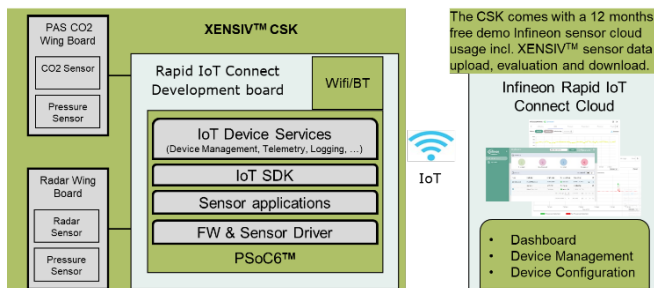 PAS CO2
Wing Board
CO2 Sensor
Pressure
Sensor
Radar Wing
Board
Radar
Sensor
Pressure
Sensor
XENSIV™ CSK
Rapid IoT Connect
Development board
Wifi/BT
IoT Device Services
(Device Management, Telemetry, Logging, ...)
IoT SDK
Sensor applications
FW & Sensor Driver
PSoC6™
IoT
The CSK comes with a 12 months
free demo Infineon sensor cloud
usage incl. XENSIV™ sensor data
upload, evaluation and download.
Infineon Rapid IoT
Connect Cloud
• Dashboard
• Device Management
• Device Configuration